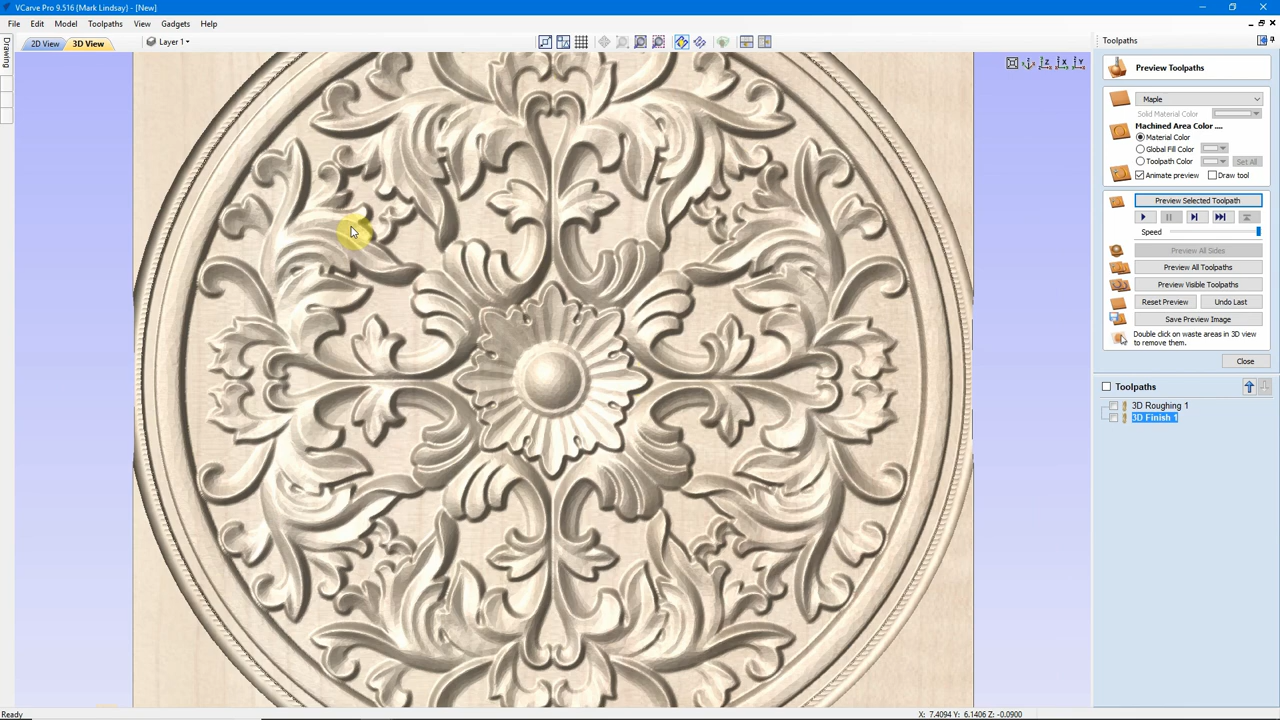 VCarve Pro 9.516 {Mark Lindsay} - [New]
File Edit Model Toolpaths View Gadgets Help
2D View 3D View Layer 1
Drawing
Toolpaths
Preview Toolpaths
Maple
Solid Material Color
Machined Area Color ....
Material Color
Global Fill Color
Toolpath Color Set All
Animate preview Draw tool
Preview Selected Toolpath
Speed
Preview All Sides
Preview All Toolpaths
Preview Visible Toolpaths
Reset Preview Undo Last
Save Preview Image
Double click on waste areas in 3D view
to remove them.
Close
Toolpaths
3D Roughing 1
3D Finish 1
Ready
X: 7.4094 Y: 6.1406 Z: -0.0900